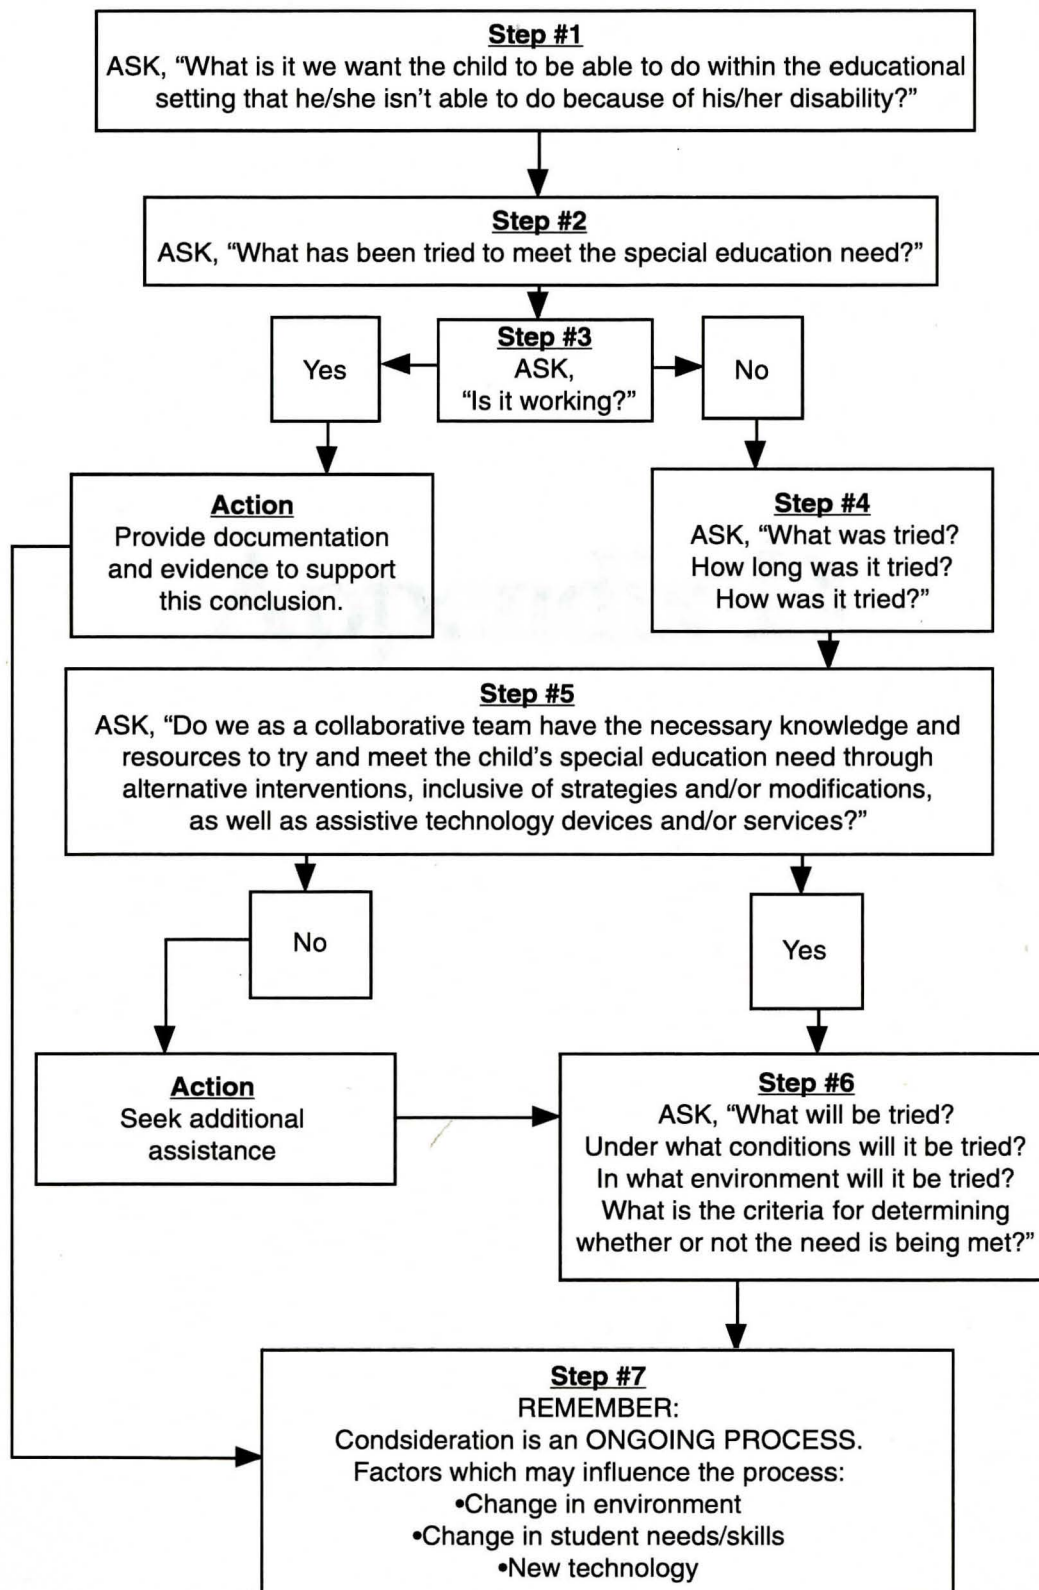 Step #1
ASK, “What is it we want the child to be able to do within the educational
setting that he/she isn’t able to do because of his/her disability?”
Step #2
ASK, “What has been tried to meet the special education need?”
Yes
Step #3
ASK,
“Is it working?”
No
Action
Provide documentation
and evidence to support
this conclusion.
Step #4
ASK, “What was tried?
How long was it tried?
How was it tried?”
Step #5
ASK, “Do we as a collaborative team have the necessary knowledge and
resources to try and meet the child’s special education need through
alternative interventions, inclusive of strategies and/or modifications,
as well as assistive technology devices and/or services?”
No
Yes
Action
Seek additional
assistance
Step #6
ASK, “What will be tried?
Under what conditions will it be tried?
In what environment will it be tried?
What is the criteria for determining
whether or not the need is being met?”
Step #7
REMEMBER:
Condsideration is an ONGOING PROCESS.
Factors which may influence the process:
•Change in environment
•Change in student needs/skills
•New technology